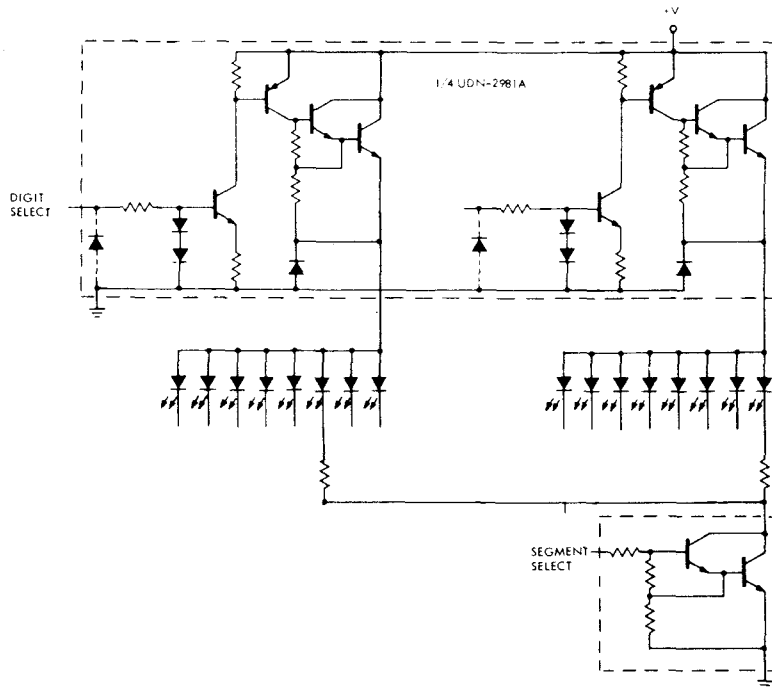 +V
1/4 UDN-2981A
DIGIT
SELECT
SEGMENT
SELECT